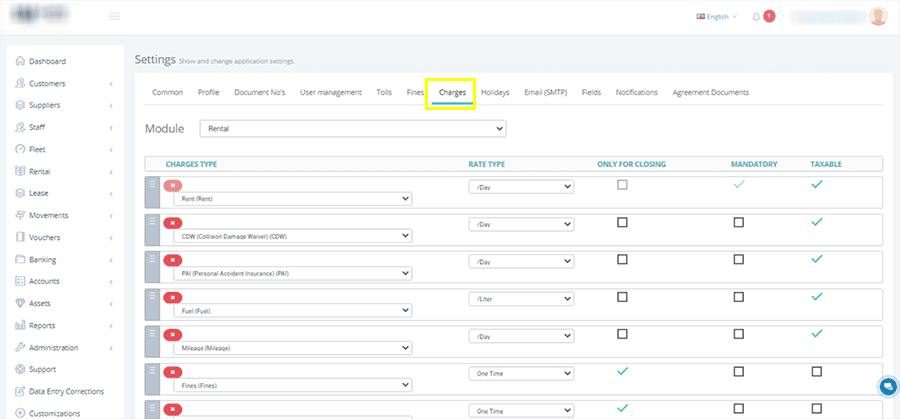 English
1
Settings Show and change application settings.
Dashboard
Customers
Suppliers
Staff
Fleet
Rental
Lease
Movements
Vouchers
Banking
Accounts
Assets
Reports
Administration
Support
Data Entry Corrections
Customizations
Common Profile Document No's User management Tolls Fines Charges Holidays Email (SMTP) Fields Notifications Agreement Documents
Module Rental
CHARGES TYPE RATE TYPE ONLY FOR CLOSING MANDATORY TAXABLE
/Day
Rent (Rent)
/Day
CDW (Collision Damage Waiver) (CDW)
/Day
PAI (Personal Accident Insurance) (PAI)
/Liter
Fuel (Fuel)
/Day
Mileage (Mileage)
One Time
Fines (Fines)
One Time